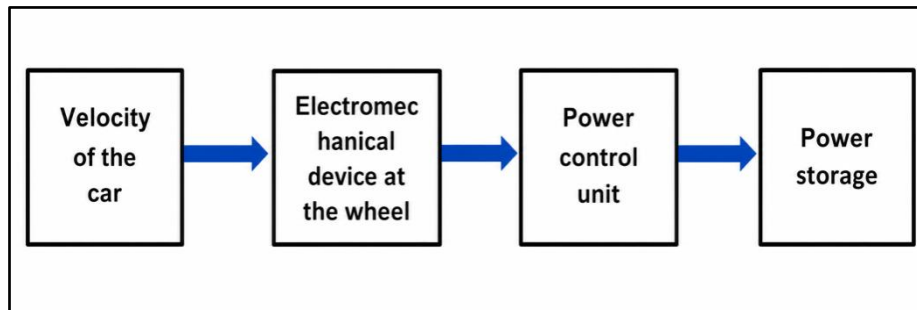 Velocity
of the
car
Electromec
hanical
device at
the wheel
Power
control
unit
Power
storage